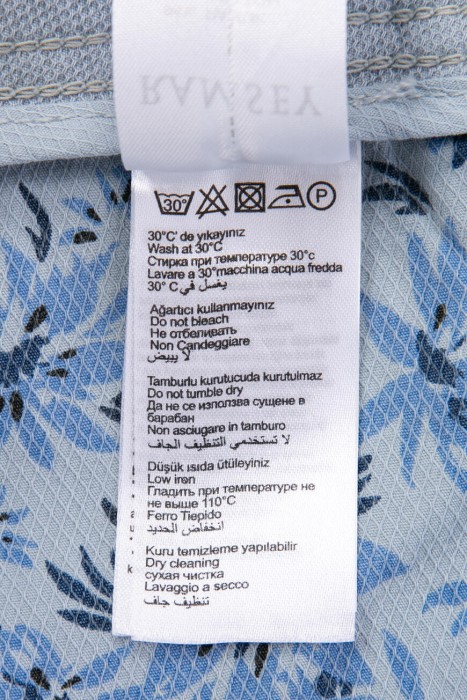 RAMSEY
30°
P
30°C' de yıkayınız
Wash at 30°C
Стирка при температуре 30°c
Lavare a 30°macchina acqua fredda
يغسل في 30° C
Ağartıcı kullanmayınız
Do not bleach
Не отбеливать
Non Candeggiare
لا يبيض
Tamburlu kurutucuda kurutulmaz
Do not tumble dry
Да не се използва сушене в
барабан
Non asciugare in tamburo
لا تستخدمي التنظيف الجاف
Düşük ısıda ütüleyiniz
Low iren
Гладить при температуре не
не выше 110°C
Ferro Tiepido
انخفاض الحديد
Kuru temizleme yapılabilir
Dry cleaning
сухая чистка
Lavaggio a secco
تنظيف جاف